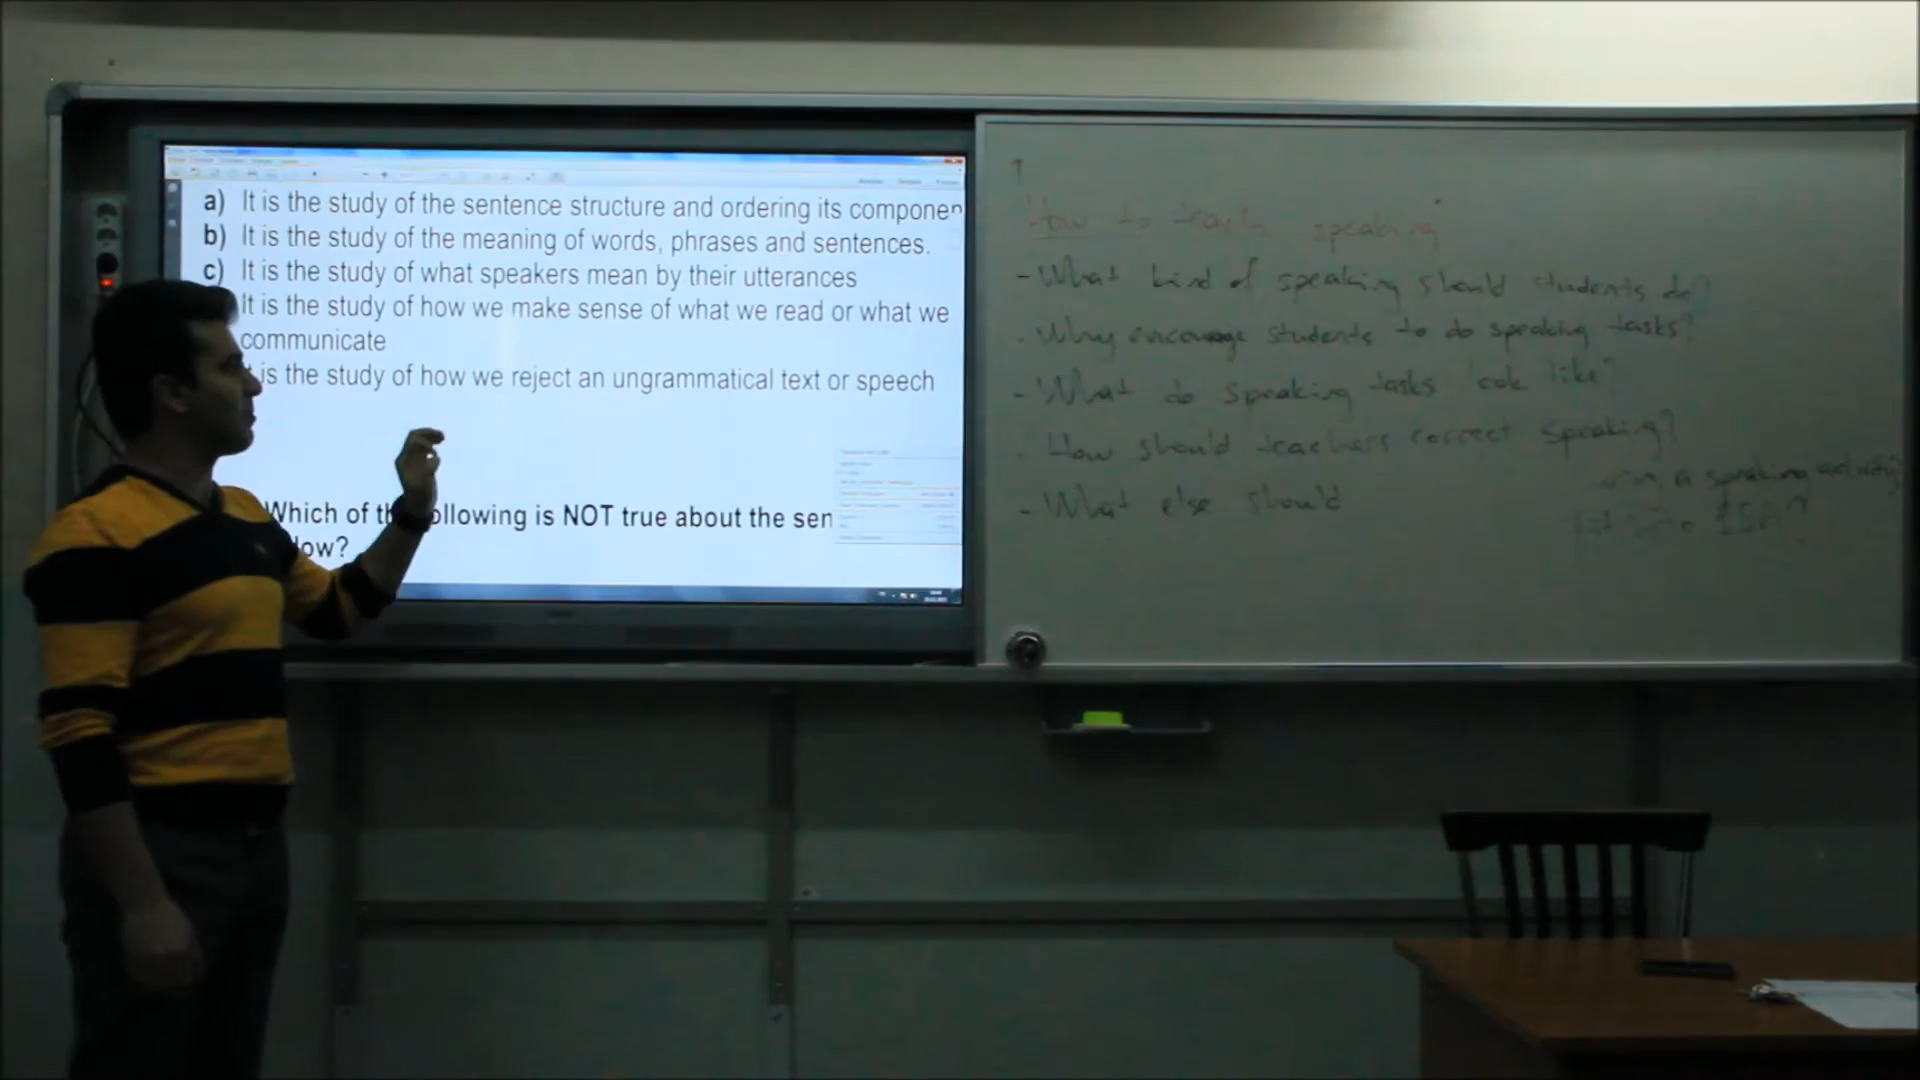 a) It is the study of the sentence structure and ordering its componen
b) It is the study of the meaning of words, phrases and sentences.
c) It is the study of what speakers mean by their utterances
It is the study of how we make sense of what we read or what we
communicate
t is the study of how we reject an ungrammatical text or speech
Which of th ollowing is NOT true about the sen
low?
How to teach speaking
- What kind of speaking should students do?
- Why encourage students to do speaking tasks?
- What do speaking tasks look like?
- How should teachers correct speaking?
- What else should
a speaking activity